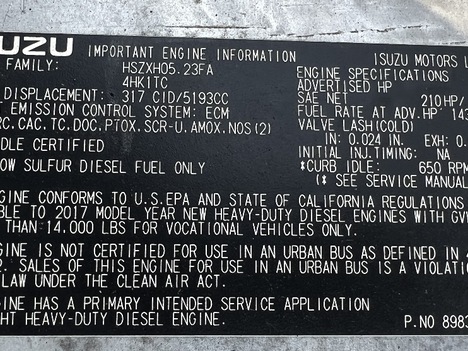 UZU IMPORTANT ENGINE INFORMATION ISUZU MOTORS L
FAMILY: HSZXH05.23FA
4HK1TC
DISPLACEMENT: 317 CID/5193CC
EMISSION CONTROL SYSTEM: ECM
RC.CAC.TC.DOC.PTOX.SCR-U.AMOX.NOS(2)
DLE CERTIFIED
OW SULFUR DIESEL FUEL ONLY
ENGINE SPECIFICATIONS
ADVERTISED HP
SAE NET 210HP/
FUEL RATE AT ADV.HP 143
VALVE LASH(COLD)
IN: 0.024 IN. EXH: 0.
INITIAL INJ.TIMING: NA
*CURB IDLE: 650 RPM
(* SEE SERVICE MANUAL
GINE CONFORMS TO U.S.EPA AND STATE OF CALIFORNIA REGULATIONS
BLE TO 2017 MODEL YEAR NEW HEAVY-DUTY DIESEL ENGINES WITH GV
THAN 14.000 LBS FOR VOCATIONAL VEHICLES ONLY.
GINE IS NOT CERTIFIED FOR USE IN AN URBAN BUS AS DEFINED IN 4
2. SALES OF THIS ENGINE FOR USE IN AN URBAN BUS IS A VIOLATI
LAW UNDER THE CLEAN AIR ACT.
GINE HAS A PRIMARY INTENDED SERVICE APPLICATION
HT HEAVY-DUTY DIESEL ENGINE. P.NO 8983